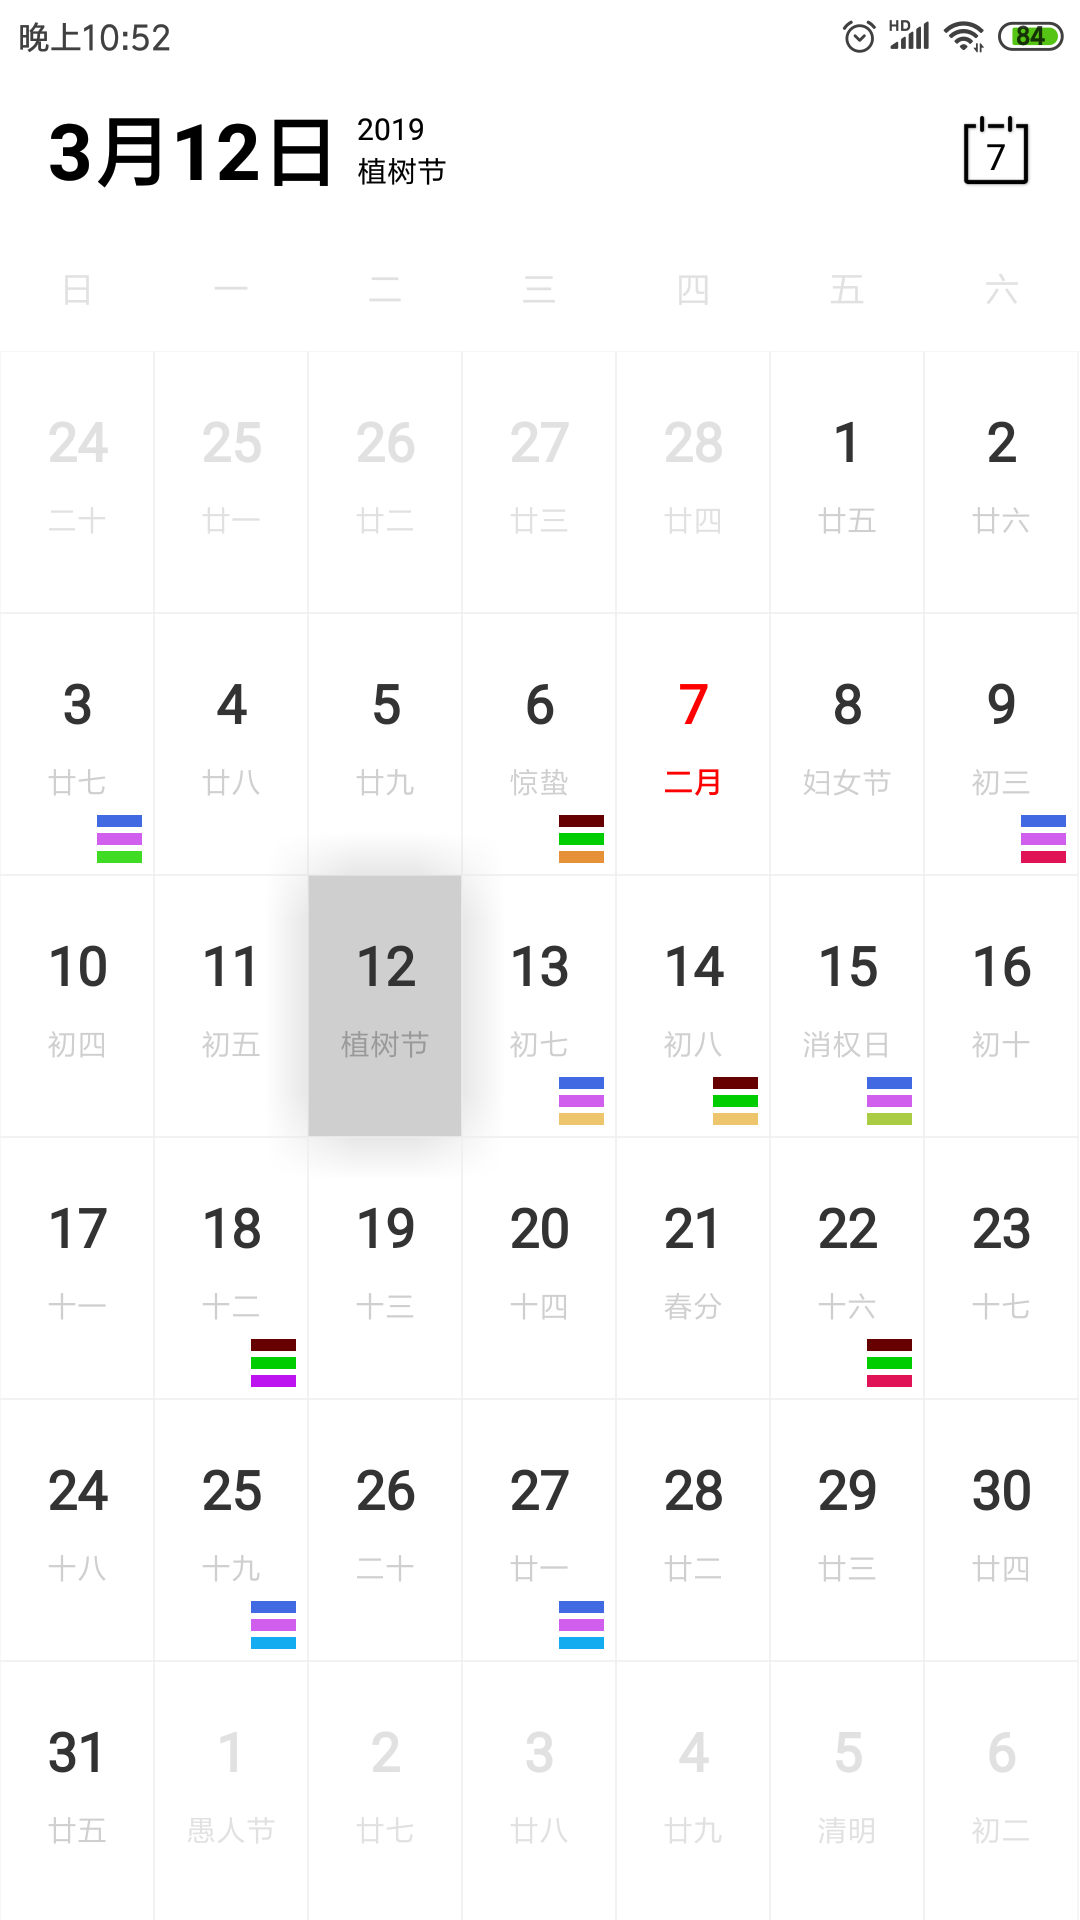 晚上10:52
HD
84
3月12日
2019
植树节
7
日 一 二 三 四 五 六
24 25 26 27 28 1 2
二十 廿一 廿二 廿三 廿四 廿五 廿六
3 4 5 6 7 8 9
廿七 廿八 廿九 惊蛰 二月 妇女节 初三
10 11 12 13 14 15 16
初四 初五 植树节 初七 初八 消权日 初十
17 18 19 20 21 22 23
十一 十二 十三 十四 春分 十六 十七
24 25 26 27 28 29 30
十八 十九 二十 廿一 廿二 廿三 廿四
31 1 2 3 4 5 6
廿五 愚人节 廿七 廿八 廿九 清明 初二